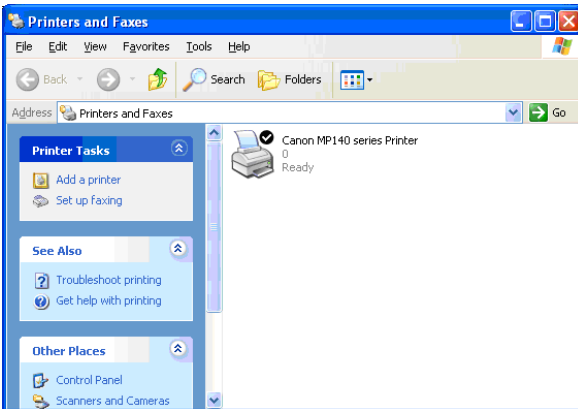 Printers and Faxes
File Edit View Favorites Tools Help
Back Search Folders
Address Printers and Faxes Go
Printer Tasks
Add a printer
Set up faxing
See Also
Troubleshoot printing
Get help with printing
Other Places
Control Panel
Scanners and Cameras
Canon MP140 series Printer
0
Ready